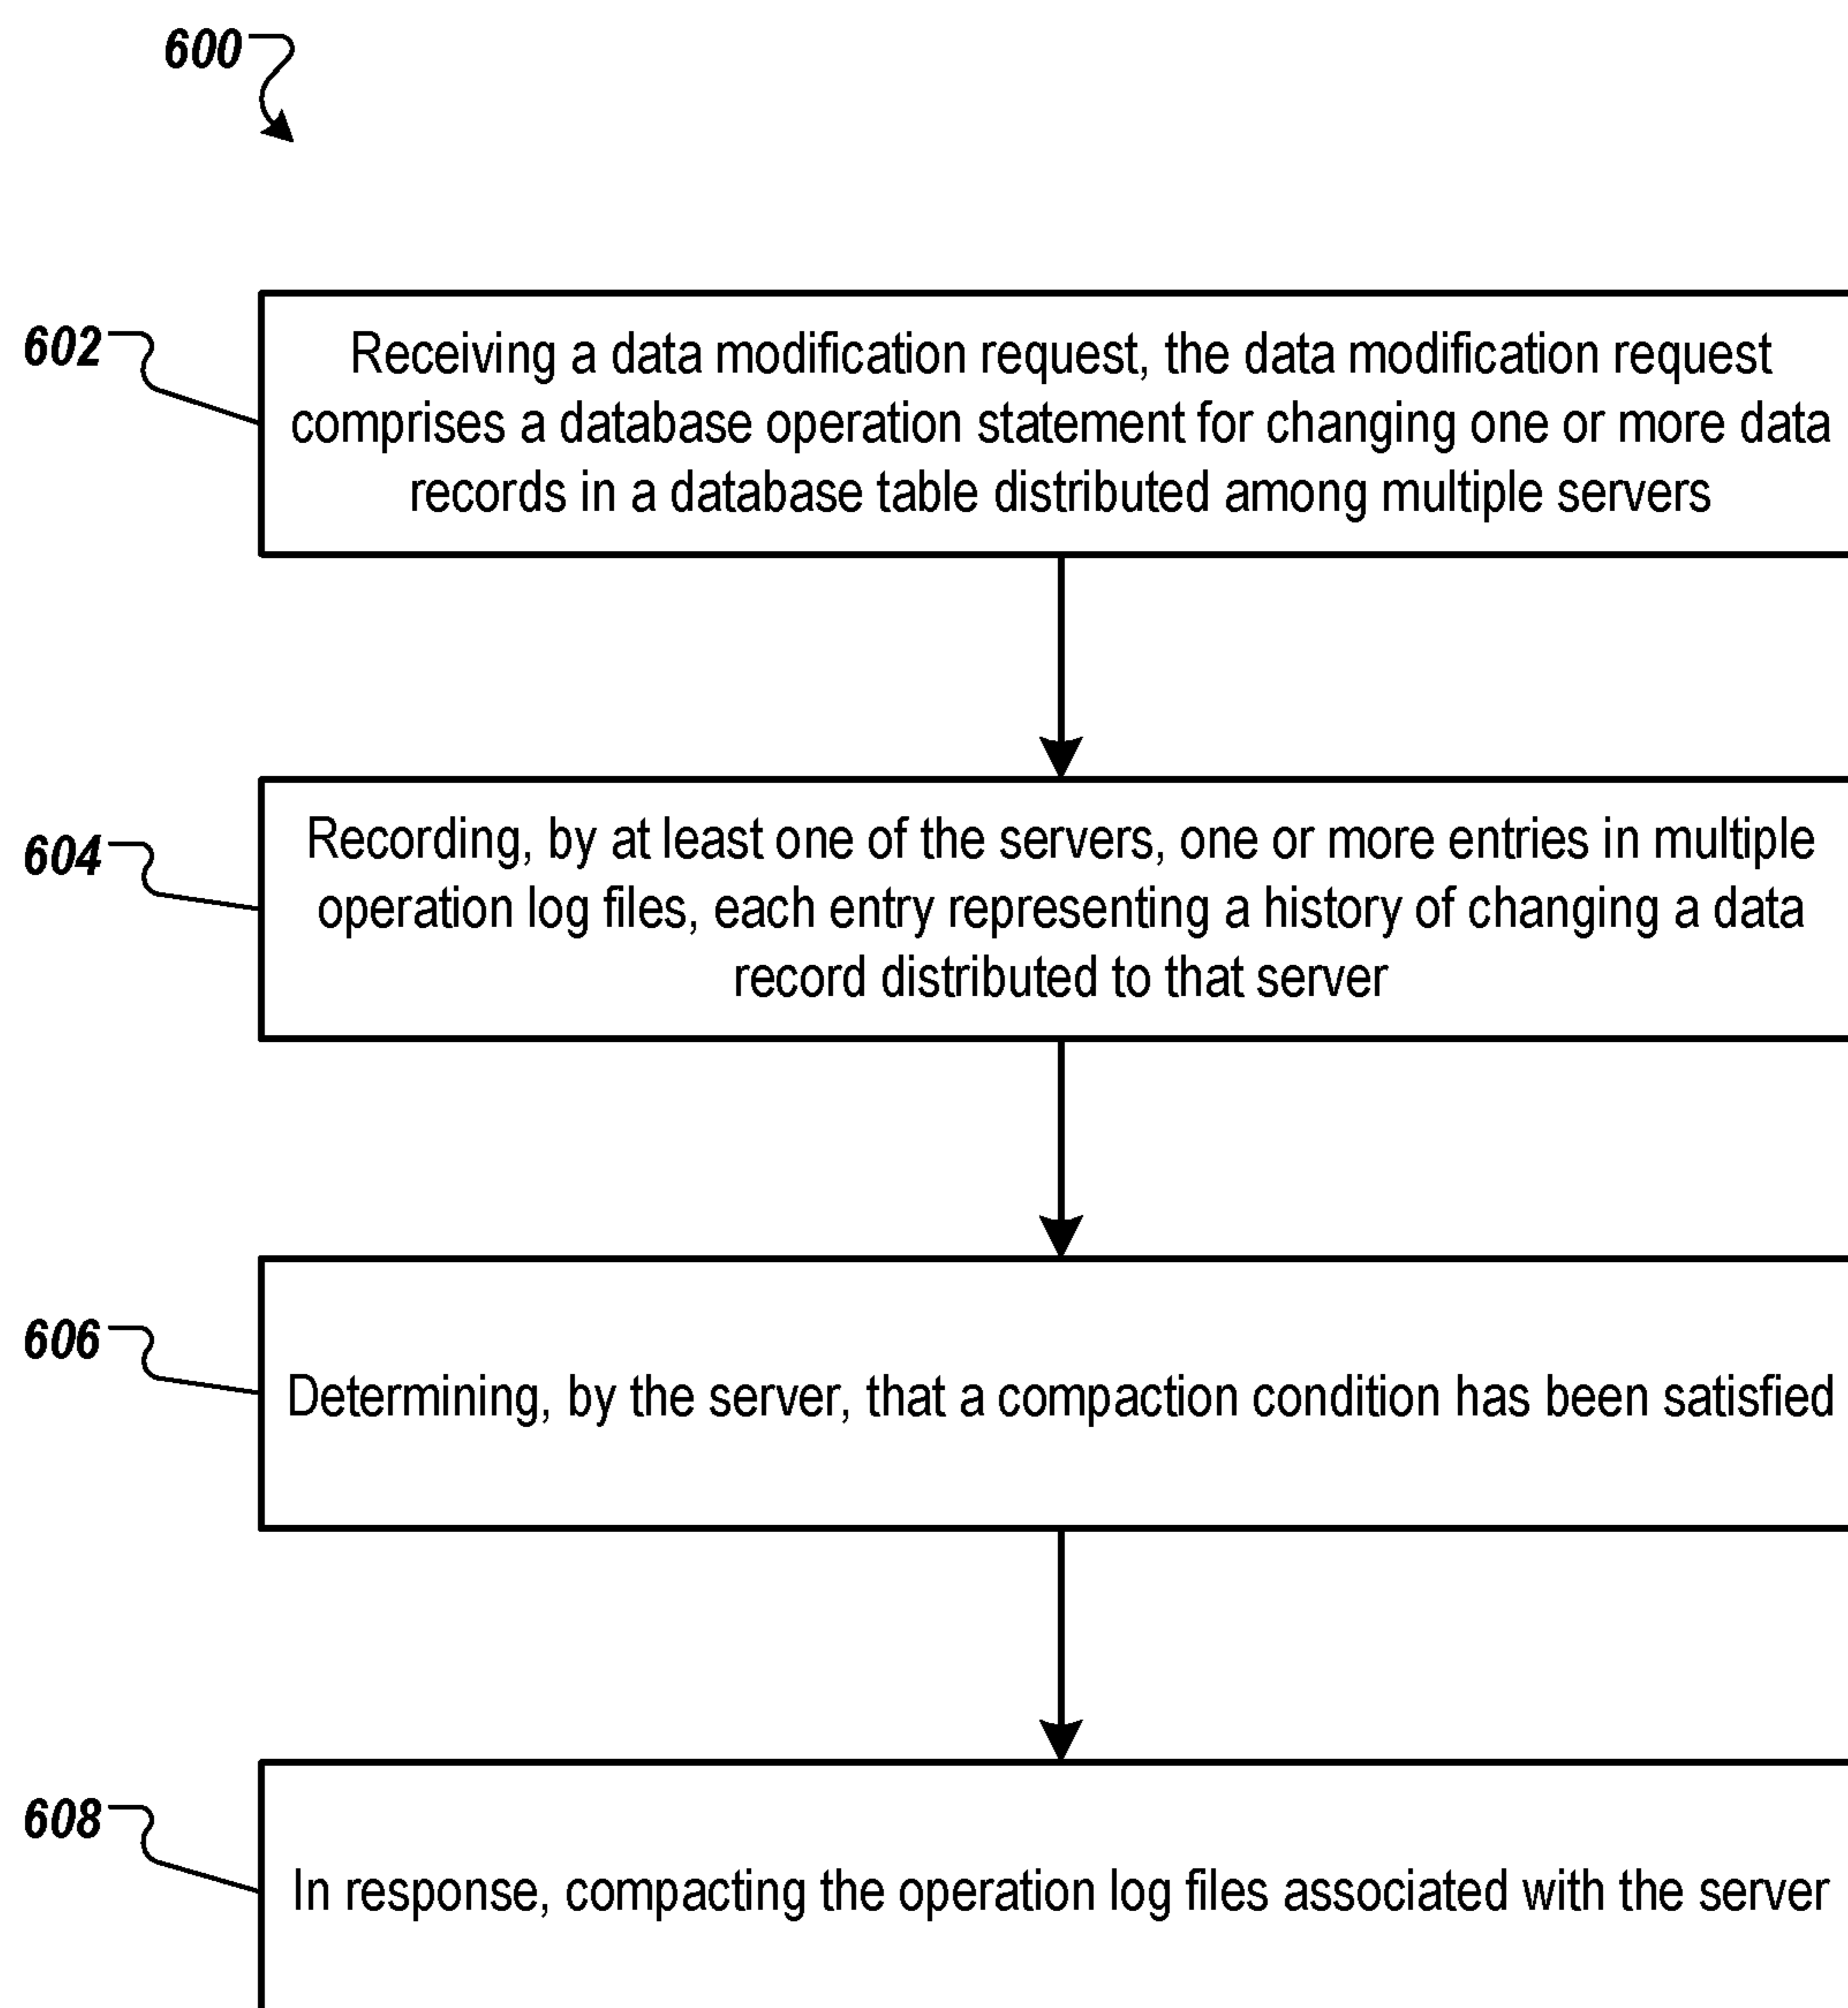 600
602
Receiving a data modification request, the data modification request
comprises a database operation statement for changing one or more data
records in a database table distributed among multiple servers
604
Recording, by at least one of the servers, one or more entries in multiple
operation log files, each entry representing a history of changing a data
record distributed to that server
606
Determining, by the server, that a compaction condition has been satisfied
608
In response, compacting the operation log files associated with the server